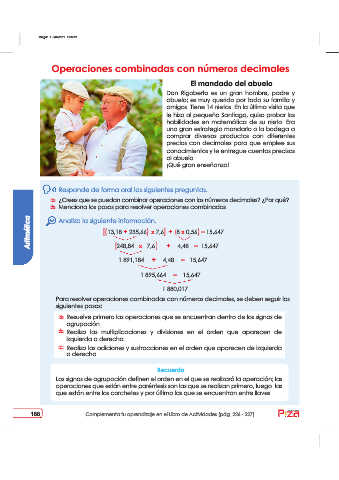 Operaciones combinadas con números decimales
El mandado del abuelo
Don Rigoberto es un gran hombre, padre y
abuelo; es muy querido por toda su familia y
amigos. Tiene 14 nietos. En la última visita que
le hizo al pequeño Santiago, quiso probar las
habilidades en matemática de su nieto. Era
una gran estrategia mandarlo a la bodega a
comprar diversos productos con diferentes
precios con decimales para que emplee sus
conocimientos y le entregue cuentas precisas
al abuelo.
¡Qué gran enseñanza!
Responde de forma oral las siguientes preguntas.
¿Crees que se puedan combinar operaciones con los números decimales? ¿Por qué?
Menciona los pasos para resolver operaciones combinadas
Analiza la siguiente información.
[(13,18 + 235,66) x 7,6] + (8 x 0,56) – 15,647
[248,84 x 7,6] + 4,48 – 15,647
1 891,184 + 4,48 – 15,647
1 895,664 – 15,647
1 880,017
Para resolver operaciones combinadas con números decimales, se deben seguir los
siguientes pasos:
Resuelve primero las operaciones que se encuentran dentro de los signos de
agrupación
Realiza las multiplicaciones y divisiones en el orden que aparecen de
izquierda a derecha.
Realiza las adiciones y sustracciones en el orden que aparecen de izquierda
a derecha
Recuerda
Los signos de agrupación definen el orden en el que se realizará la operación; las
operaciones que están entre paréntesis son las que se realizan primero, luego las
que están entre los corchetes y por último las que se encuentran entre llaves
Aritmética
188
Complementa tu aprendizaje en el Libro de Actividades (pág. 226 - 227)
PiZA